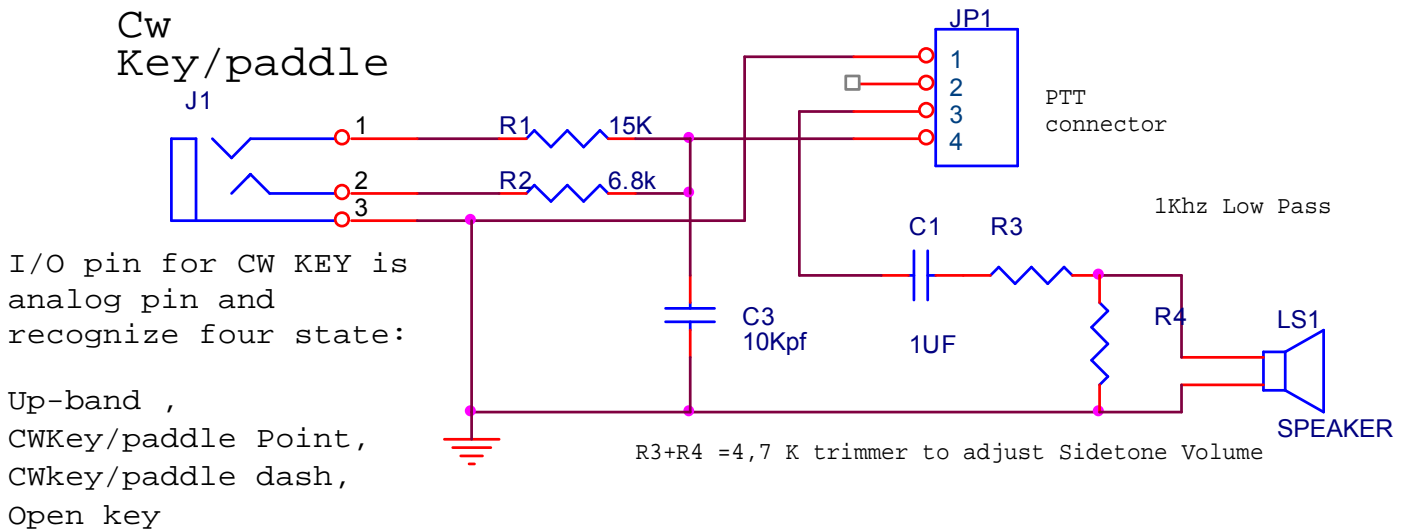 Cw
Key/paddle
J1
1
2
3
R1 15K
R2 6.8k
JP1
1
2
3
4
PTT
connector
1Khz Low Pass
C1 R3
1UF
R4
LS1
SPEAKER
C3
10Kpf
I/O pin for CW KEY is
analog pin and
recognize four state:
Up-band ,
CWKey/paddle Point,
CWkey/paddle dash,
Open key
R3+R4 =4,7 K trimmer to adjust Sidetone Volume